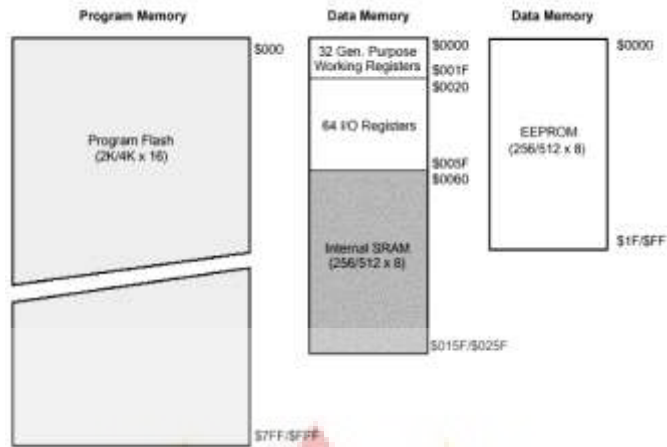 Program Memory
$000
Program Flash
(2K/4K x 16)
$7FF/$FFF
Data Memory
32 Gen. Purpose
Working Registers
$0000
$001F
$0020
64 I/O Registers
$005F
$0060
Internal SRAM
(256/512 x 8)
$015F/$025F
Data Memory
$0000
EEPROM
(256/512 x 8)
$1F/$FF